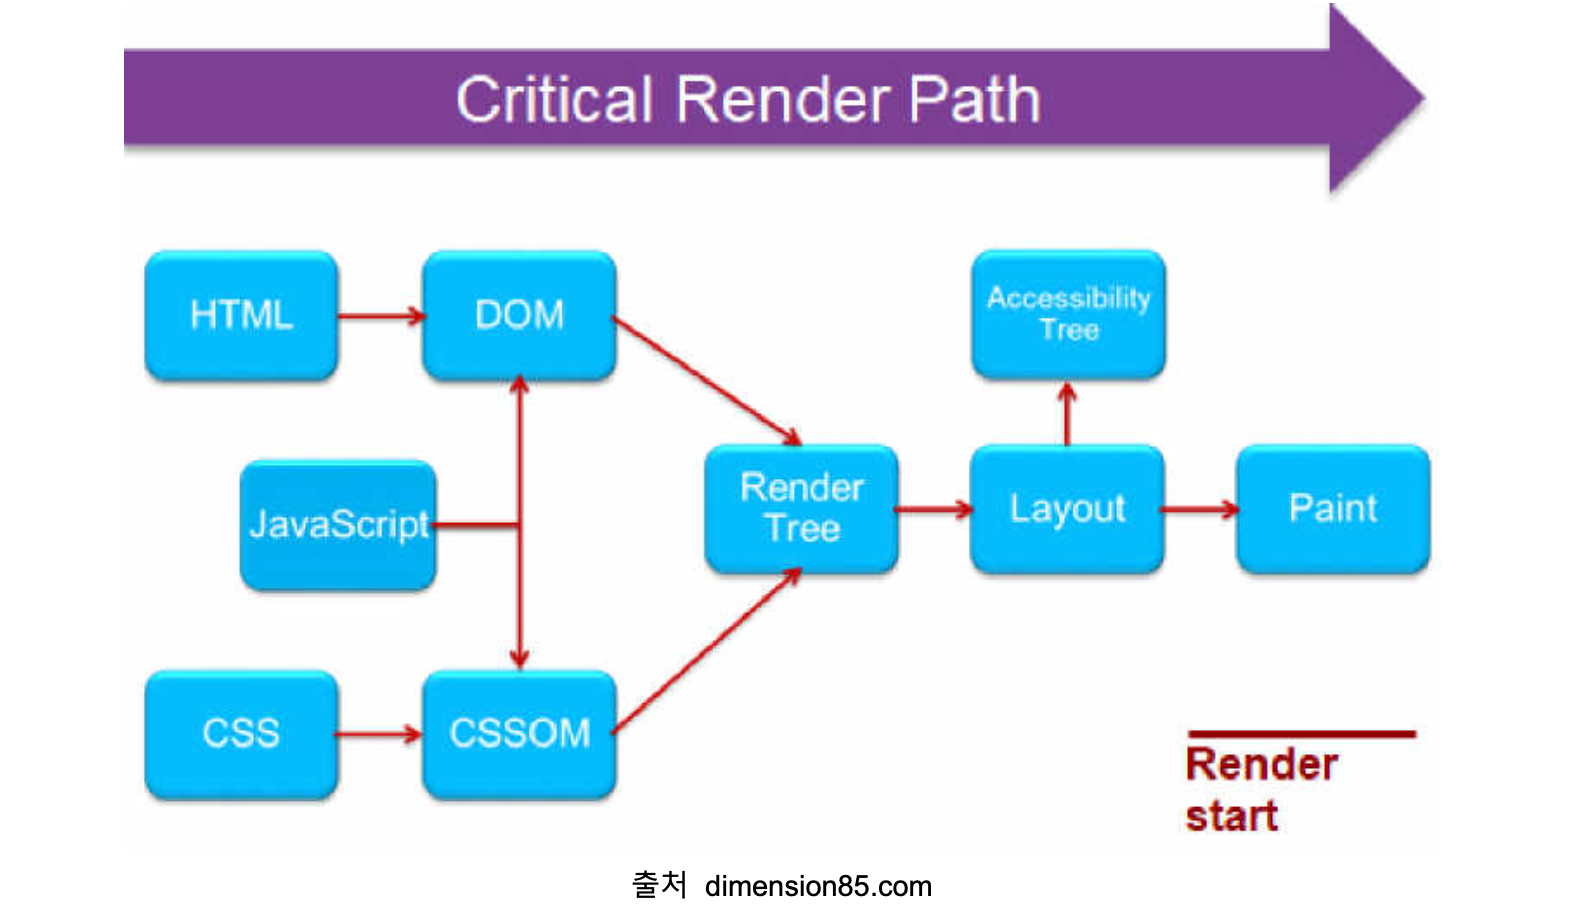 Critical Render Path
HTML
DOM
Accessibility
Tree
JavaScript
Render
Tree
Layout
Paint
CSS
CSSOM
Render
start
출처 dimension85.com